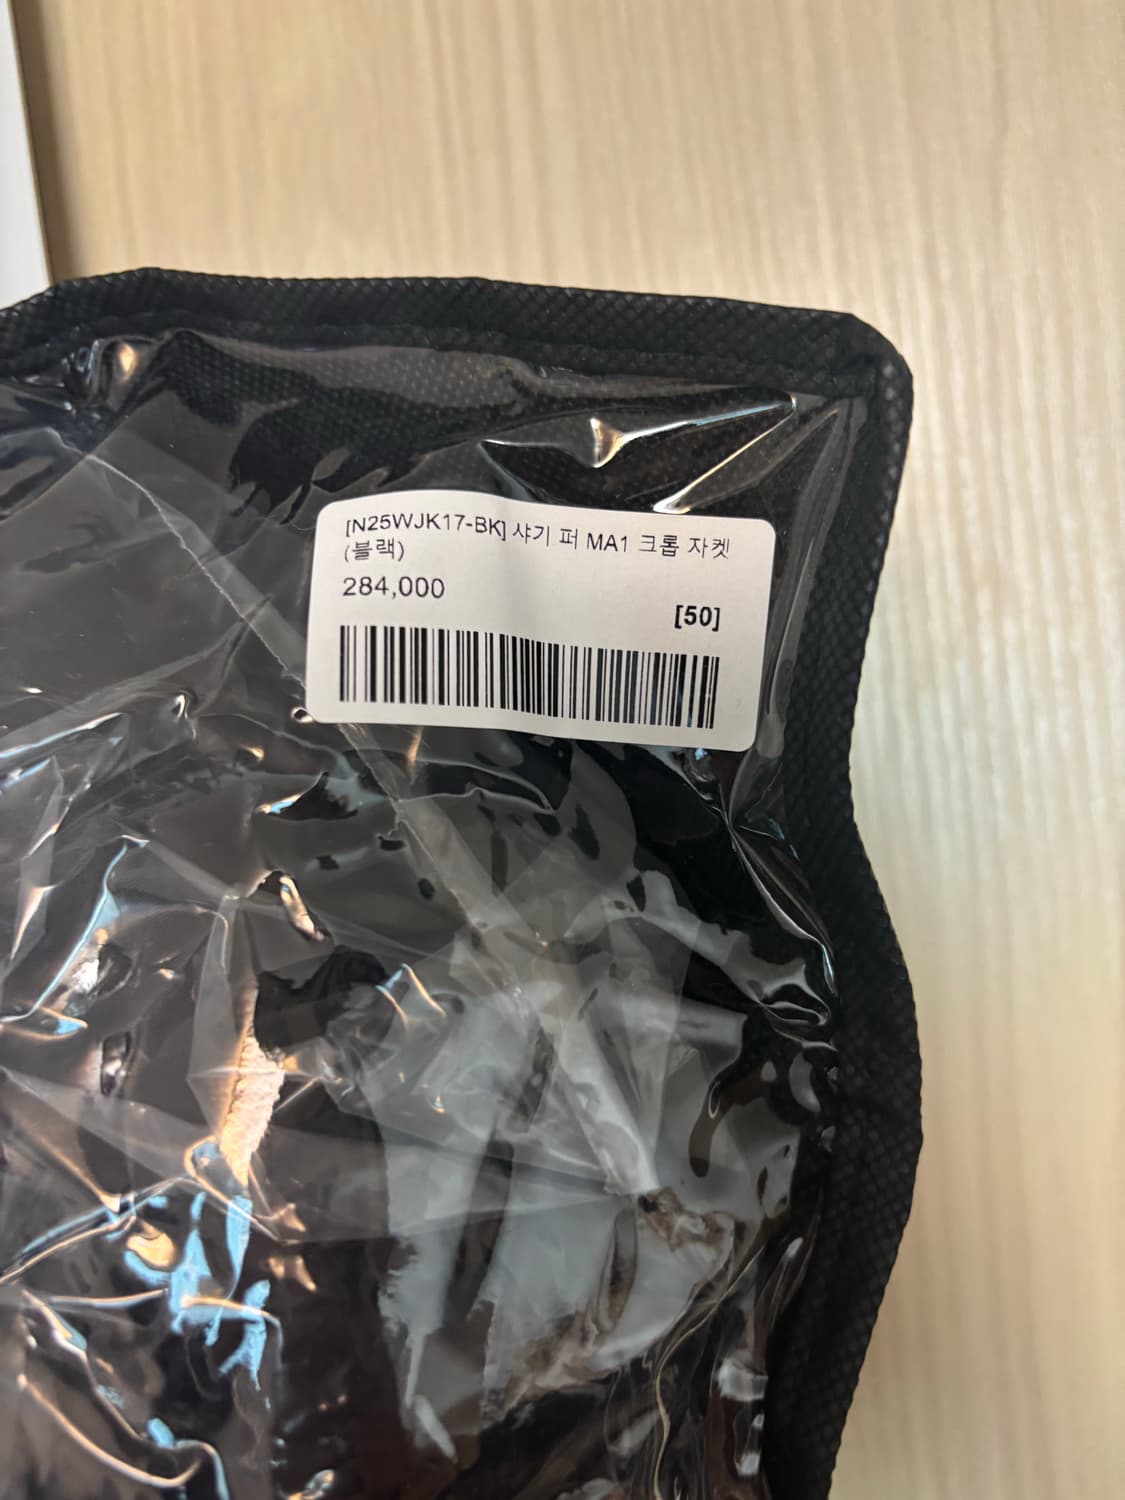 [N25WJK17-BK] 샤기 퍼 MA1 크롭 자켓
(블랙)
284,000
[50]